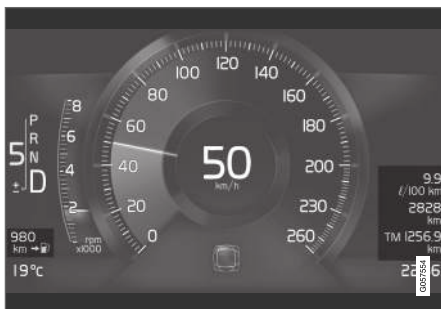 120
100 140
80 160
8 P
60 180
6 R
5 N 50 200
4 40 km/h
± D
2 20 230
980 rpm 0 260
km x1000
19°c
9.9
ℓ/100 km
2828
km
TM 1256.9
km
G057554